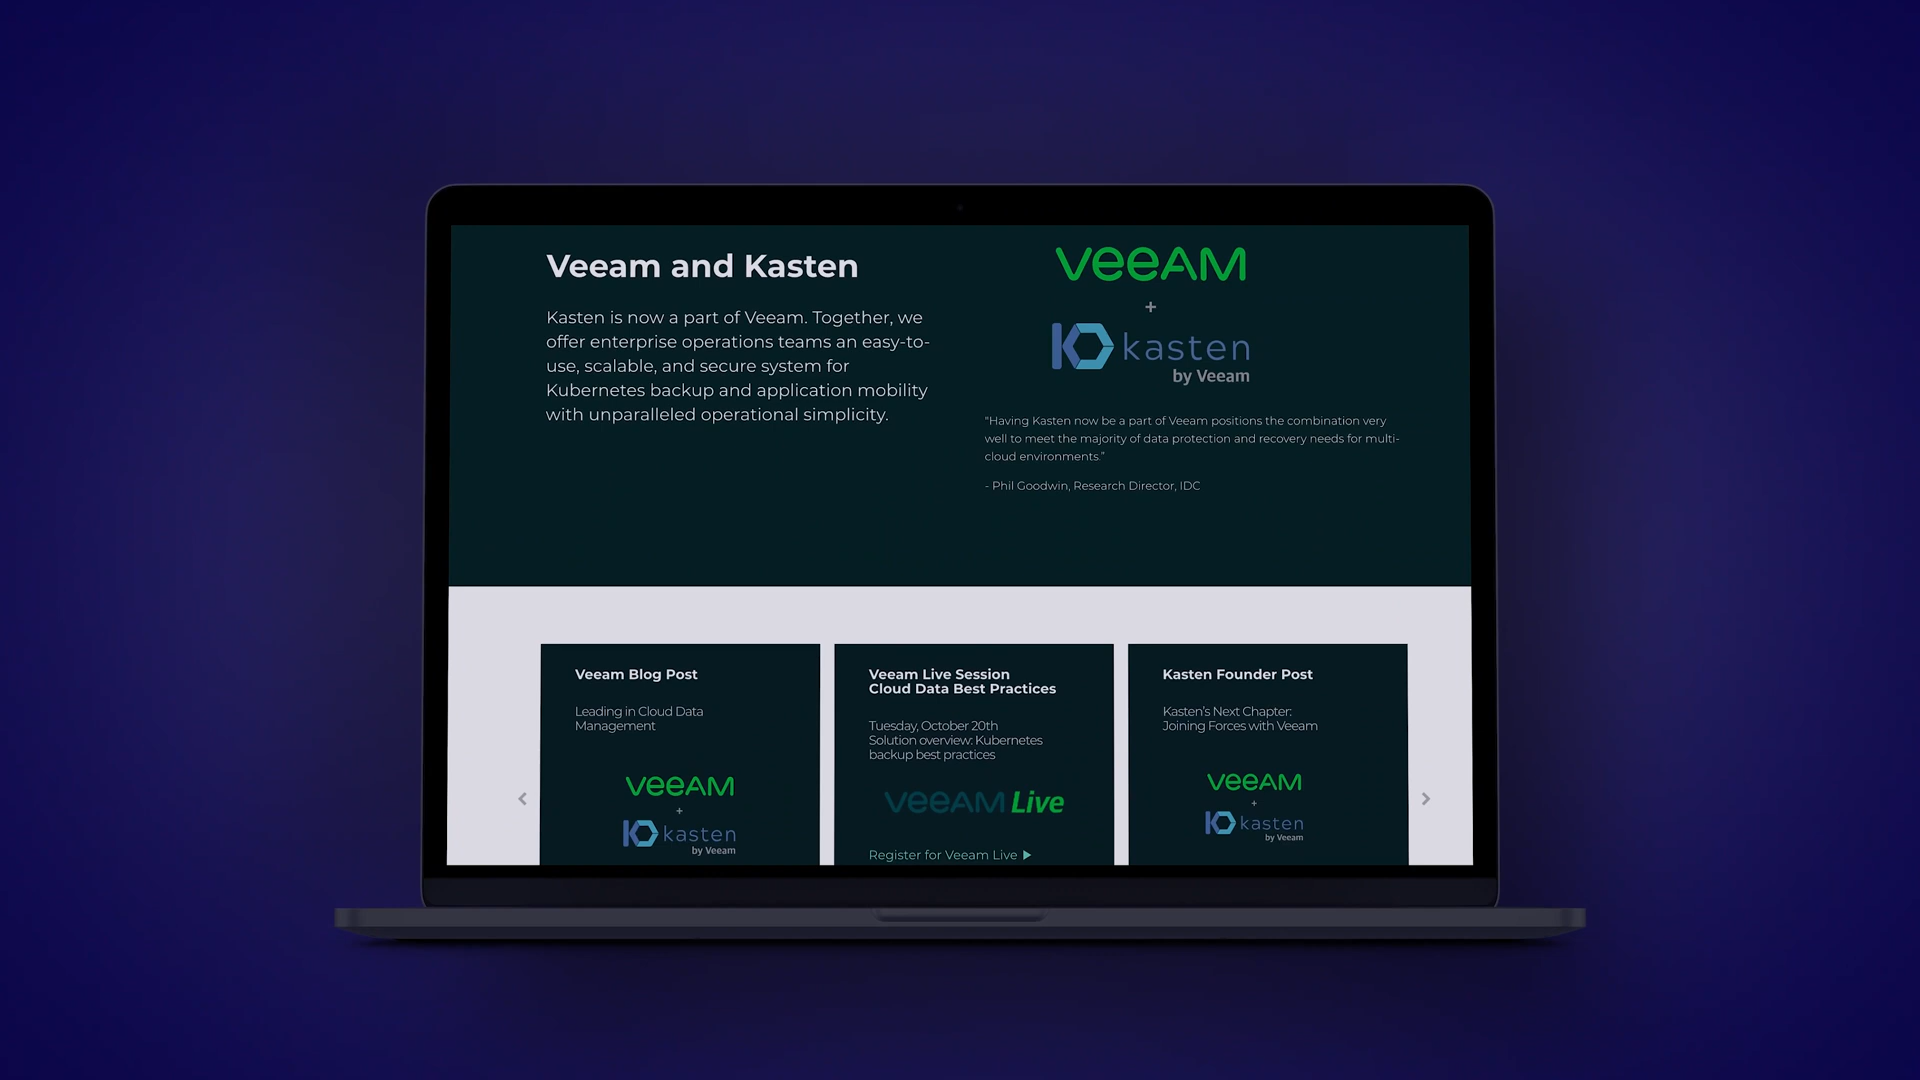 Veeam and Kasten
Kasten is now a part of Veeam. Together, we
offer enterprise operations teams an easy-to-
use, scalable, and secure system for
Kubernetes backup and application mobility
with unparalleled operational simplicity.
veeAM
+
kasten
by Veeam
"Having Kasten now be a part of Veeam positions the combination very
well to meet the majority of data protection and recovery needs for multi-
cloud environments."
- Phil Goodwin, Research Director, IDC
Veeam Blog Post
Leading in Cloud Data
Management
veeAM
+
kasten
by Veeam
Veeam Live Session
Cloud Data Best Practices
Tuesday, October 20th
Solution overview: Kubernetes
backup best practices
veeAM Live
Register for Veeam Live
Kasten Founder Post
Kasten's Next Chapter:
Joining Forces with Veeam
veeAM
+
kasten
by Veeam